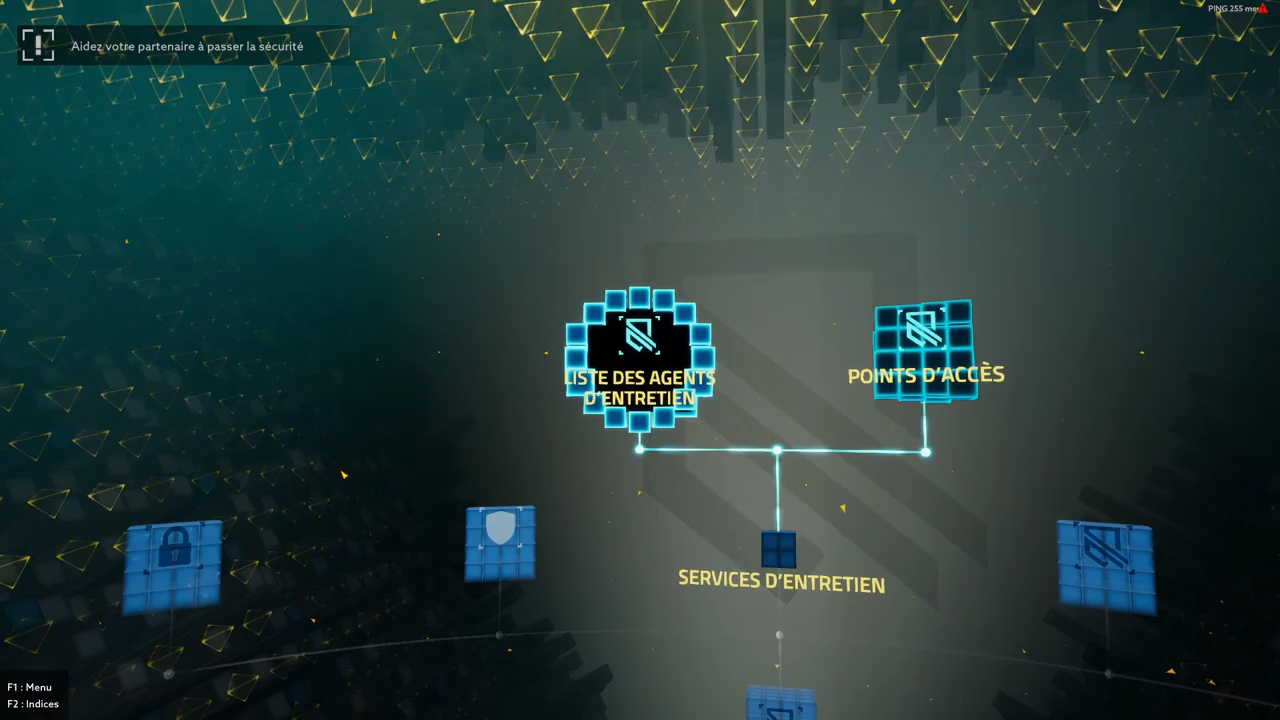 PING 255 ms
Aidez votre partenaire à passer la sécurité
LISTE DES AGENTS
D'ENTRETIEN
POINTS D'ACCÈS
SERVICES D'ENTRETIEN
F1 : Menu
F2 : Indices